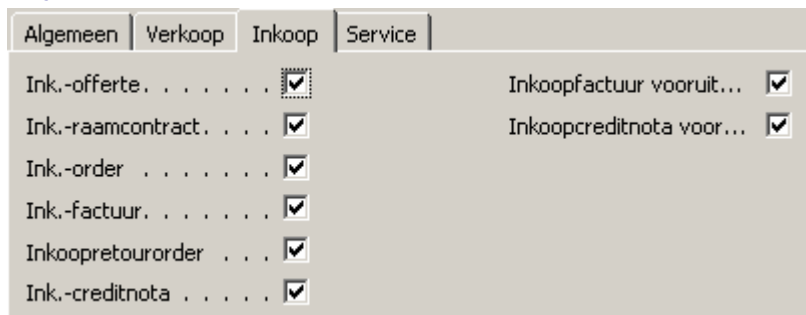 Algemeen Verkoop Inkoop Service
Ink.-offerte. . . . . . . Inkoopfactuur vooruit...
Ink.-raamcontract. . . . Inkoopcreditnota voor...
Ink.-order . . . . . . .
Ink.-factuur. . . . . . .
Inkoopretourorder . . .
Ink.-creditnota . . . . .